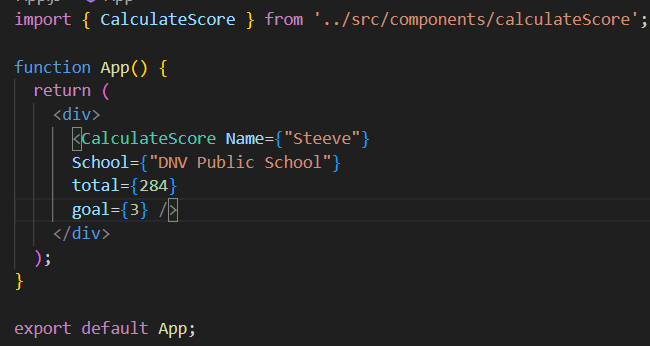 import { CalculateScore } from '../src/components/calculateScore';
function App() {
return (
<div>
<CalculateScore Name={"Steeve"}
School={"DNV Public School"}
total={284}
goal={3} />
</div>
);
}
export default App;